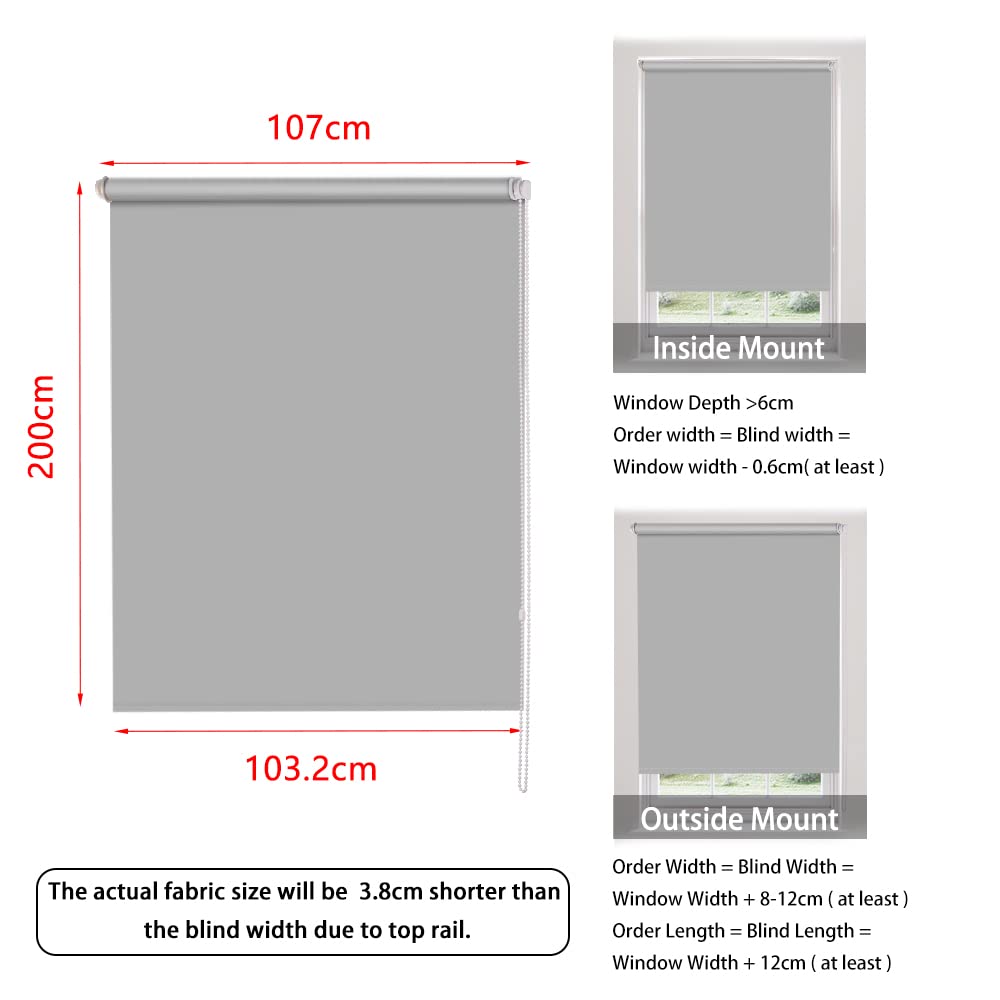 107cm
200cm
103.2cm
The actual fabric size will be 3.8cm shorter than
the blind width due to top rail.
Inside Mount
Window Depth >6cm
Order width = Blind width =
Window width - 0.6cm( at least )
Outside Mount
Order Width = Blind Width =
Window Width + 8-12cm ( at least )
Order Length = Blind Length =
Window Width + 12cm ( at least )